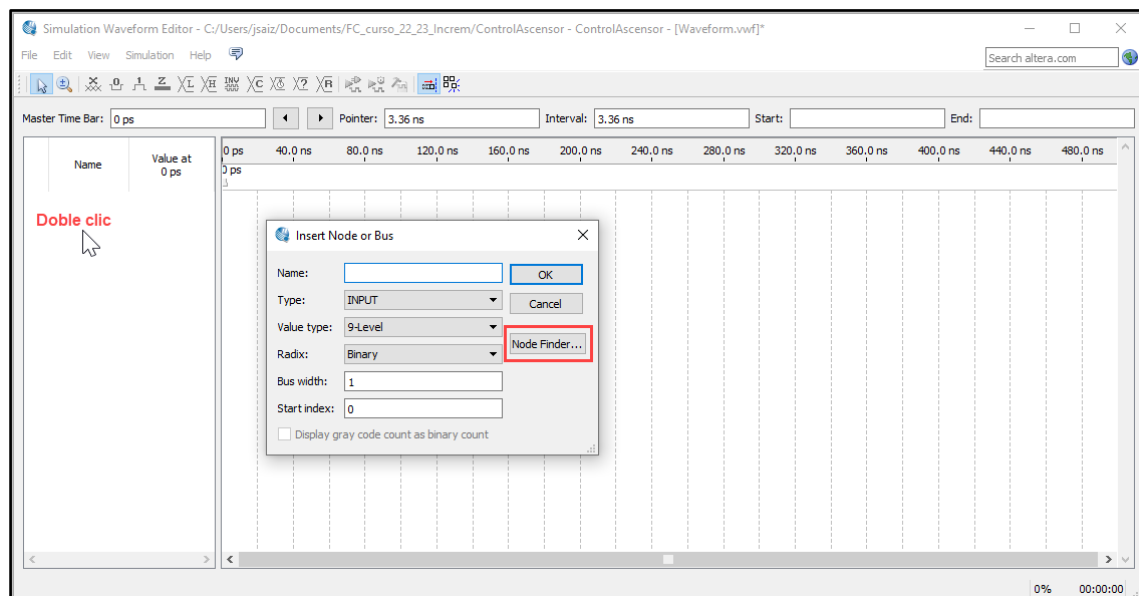 Simulation Waveform Editor - C:/Users/jsaiz/Documents/FC_curso_22_23_Increm/ControlAscensor - ControlAscensor - [Waveform.vwf]*
File Edit View Simulation Help
Search altera.com
Master Time Bar: 0 ps Pointer: 3.36 ns Interval: 3.36 ns Start: End:
Name Value at 0 ps
0 ps 40.0 ns 80.0 ns 120.0 ns 160.0 ns 200.0 ns 240.0 ns 280.0 ns 320.0 ns 360.0 ns 400.0 ns 440.0 ns 480.0 ns
0 ps
Doble clic
Insert Node or Bus
Name: OK
Type: INPUT Cancel
Value type: 9-Level
Node Finder...
Radix: Binary
Bus width: 1
Start index: 0
Display gray code count as binary count
0% 00:00:00